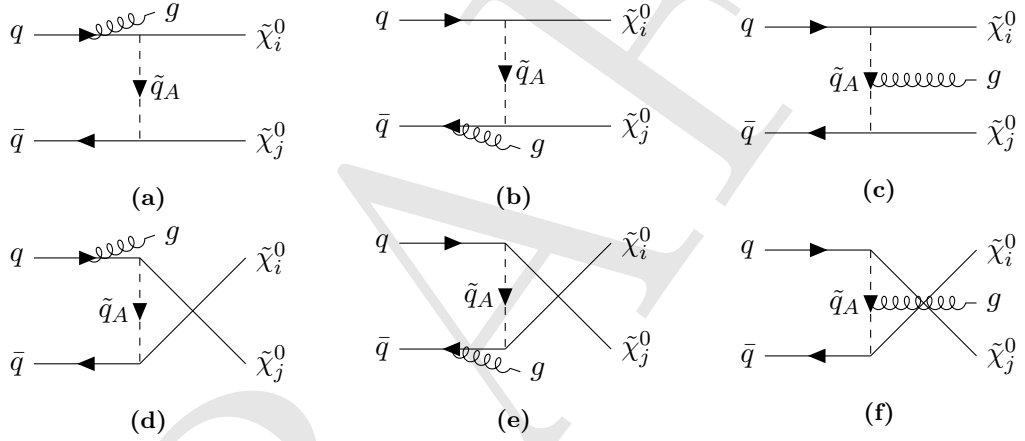 q g χ̃⁰ᵢ
q̃_A
q̄ χ̃⁰ⱼ
(a)
q χ̃⁰ᵢ
q̃_A
q̄ g χ̃⁰ⱼ
(b)
q χ̃⁰ᵢ
q̃_A g
q̄ χ̃⁰ⱼ
(c)
q g χ̃⁰ᵢ
q̃_A
q̄ χ̃⁰ⱼ
(d)
q χ̃⁰ᵢ
q̃_A
q̄ g χ̃⁰ⱼ
(e)
q χ̃⁰ᵢ
q̃_A g
q̄ χ̃⁰ⱼ
(f)